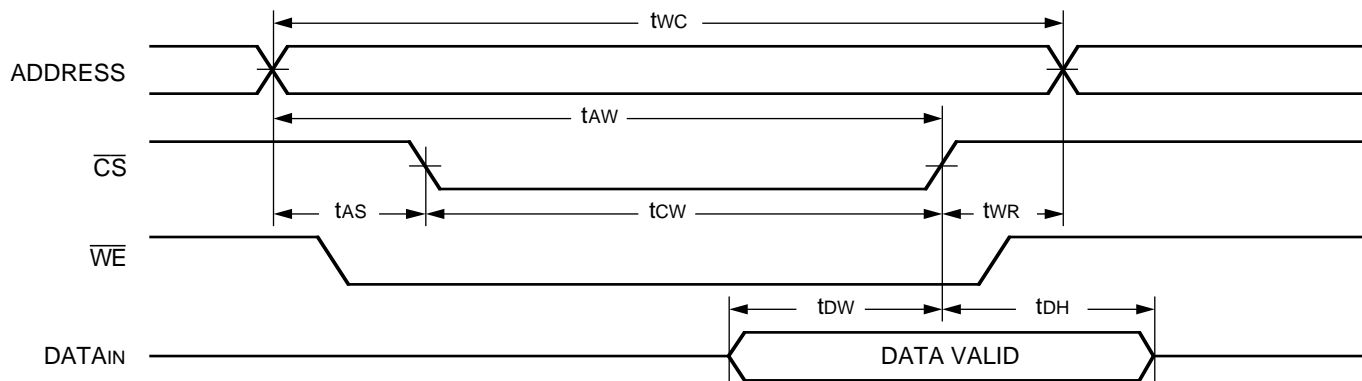 tWC
ADDRESS
tAW
CS
tAS tCW tWR
WE
tDW tDH
DATAIN DATA VALID